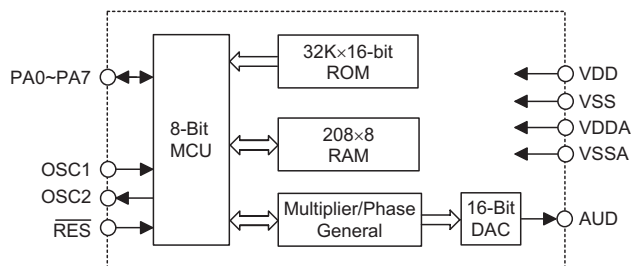 PA0~PA7
OSC1
OSC2
RES
8-Bit
MCU
32K×16-bit
ROM
208×8
RAM
Multiplier/Phase
General
16-Bit
DAC
VDD
VSS
VDDA
VSSA
AUD